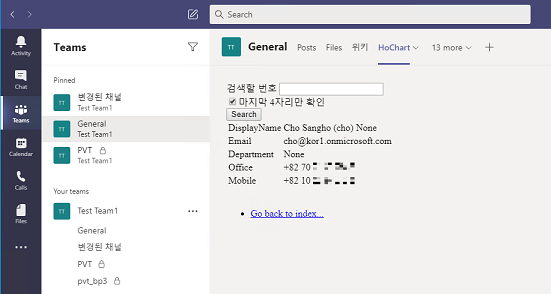 Search
Activity
Chat
Teams
Calendar
Calls
Files
Teams
Pinned
TT
변경된 채널
Test Team1
TT
General
Test Team1
TT
PVT
Test Team1
Your teams
TT
Test Team1
General
변경된 채널
PVT
pvt_bp3
TT General Posts Files 위키 HoChart 13 more
검색할 번호
마지막 4자리만 확인
Search
DisplayName Cho Sangho (cho) None
Email cho@kor1.onmicrosoft.com
Department None
Office +82 70
Mobile +82 10
Go back to index...